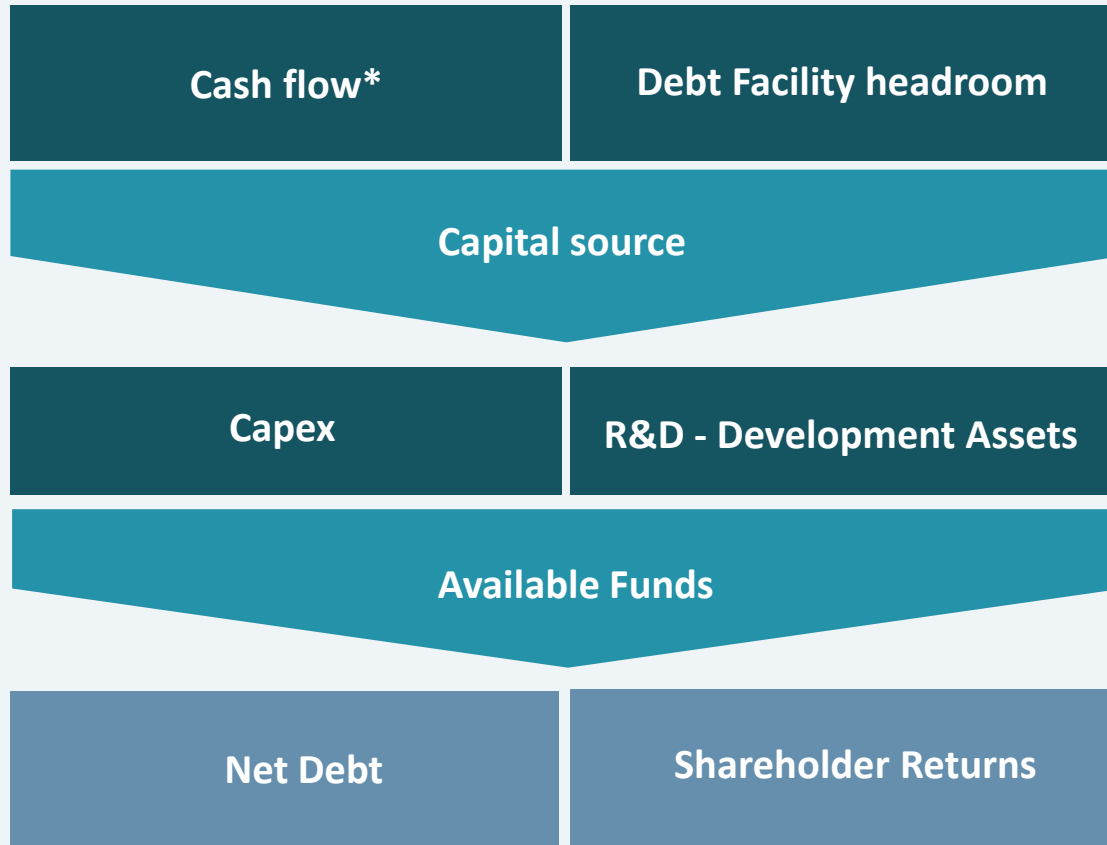 Cash flow*
Debt Facility headroom
Capital source
Capex
R&D - Development Assets
Available Funds
Net Debt
Shareholder Returns